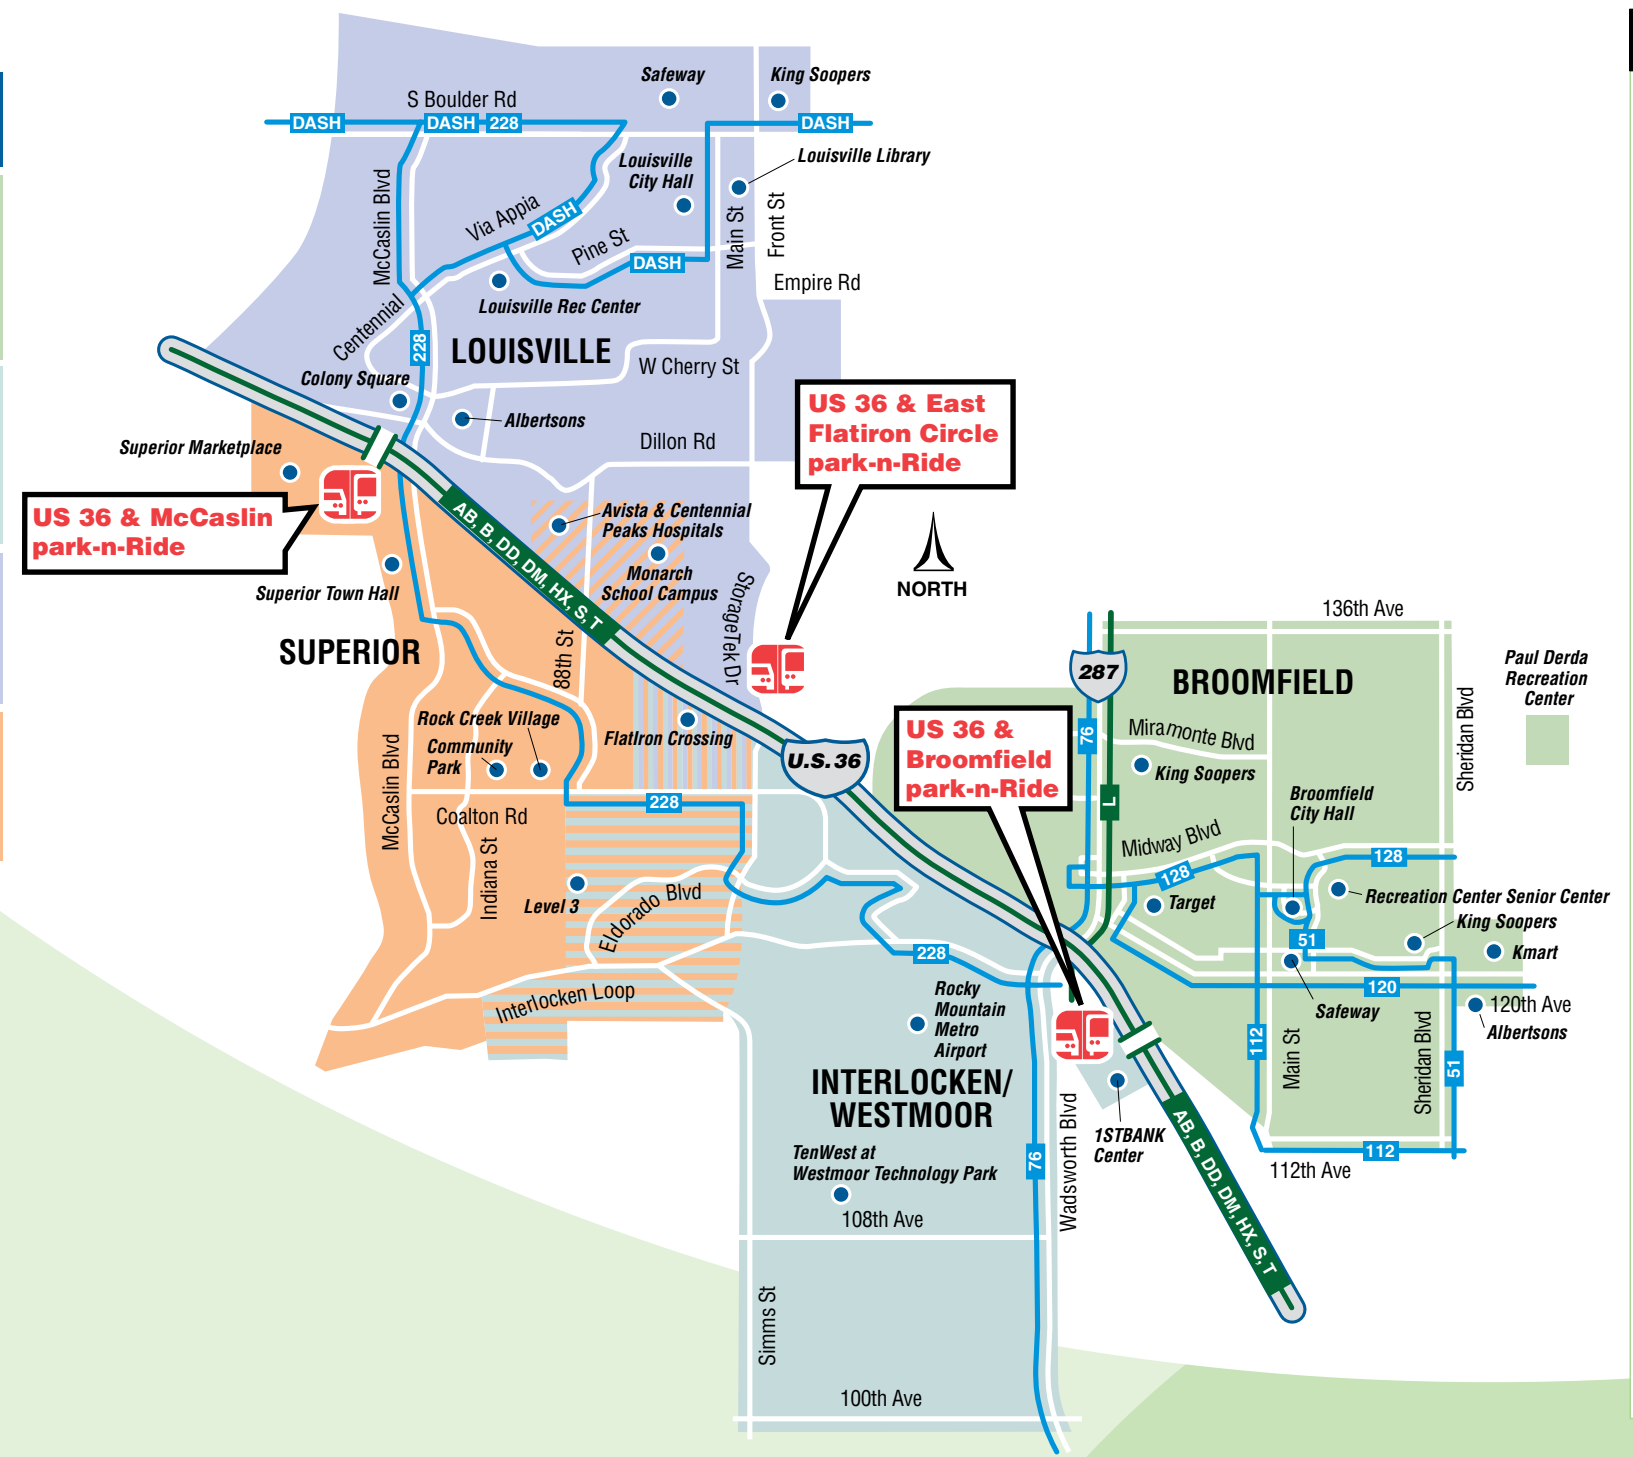 Safeway
King Soopers
S Boulder Rd
DASH
DASH
228
DASH
Louisville
City Hall
Louisville Library
McCaslin Blvd
Via Appia
DASH
Pine St
DASH
Main St
Front St
Empire Rd
Louisville Rec Center
Centennial
228
LOUISVILLE
W Cherry St
Colony Square
Albertsons
Dillon Rd
US 36 & East
Flatiron Circle
park-n-Ride
Superior Marketplace
US 36 & McCaslin
park-n-Ride
AB, B, DD, DM, HX, S, T
Avista & Centennial
Peaks Hospitals
Monarch
School Campus
NORTH
Superior Town Hall
SUPERIOR
88th St
StorageTek Dr
136th Ave
287
BROOMFIELD
Paul Derda
Recreation
Center
Rock Creek Village
Community
Park
FlatIron Crossing
U.S. 36
US 36 &
Broomfield
park-n-Ride
76
Miramonte Blvd
King Soopers
Sheridan Blvd
McCaslin Blvd
Coalton Rd
228
L
Broomfield
City Hall
Midway Blvd
128
128
Indiana St
Level 3
Eldorado Blvd
Target
Recreation Center Senior Center
King Soopers
51
Kmart
228
Interlocken Loop
Rocky
Mountain
Metro
Airport
120
Safeway
120th Ave
Albertsons
112
Main St
Sheridan Blvd
51
INTERLOCKEN/
WESTMOOR
Wadsworth Blvd
1STBANK
Center
AB, B, DD, DM, HX, S, T
76
112
112th Ave
TenWest at
Westmoor Technology Park
108th Ave
Simms St
100th Ave